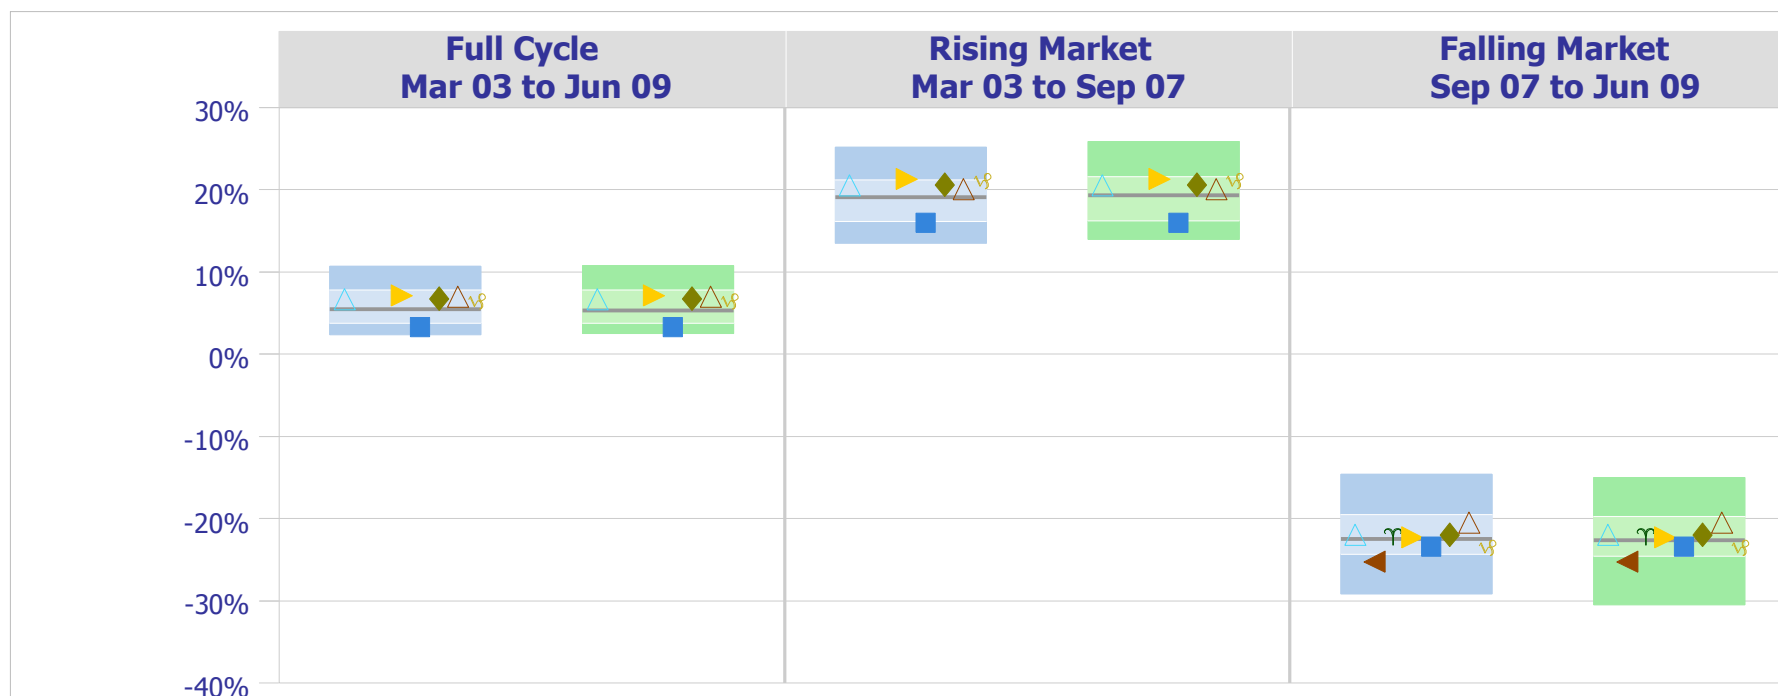 Full Cycle
Mar 03 to Jun 09
Rising Market
Mar 03 to Sep 07
Falling Market
Sep 07 to Jun 09
30%
20%
10%
0%
-10%
-20%
-30%
-40%